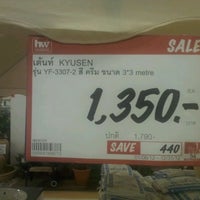 hw
SALE
เต้นท์ KYUSEN
รุ่น YF-3307-2 สี ครีม ขนาด 3*3 metre
1,350.-
ปกติ 1,790.-
SAVE 440